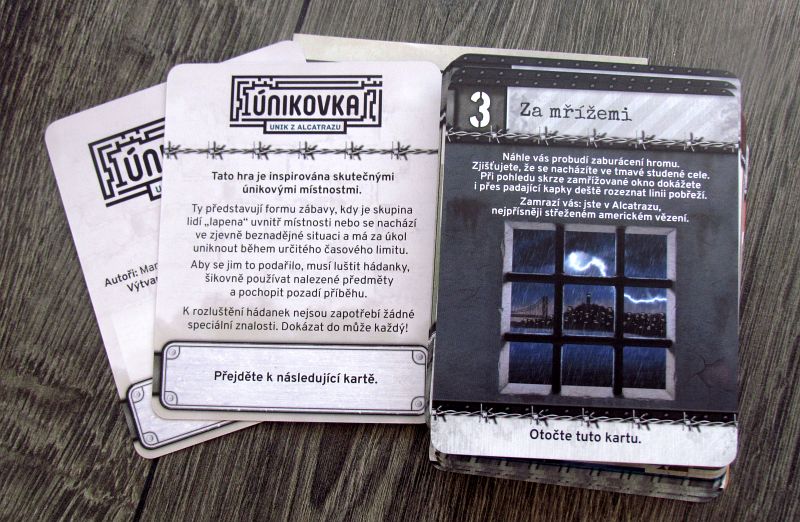 ÚNIKOV
Autoři: Mar
Výtva
ÚNIKOVKA
UNIK Z ALCATRAZU
Tato hra je inspirována skutečnými
únikovými místnostmi.
Ty představují formu zábavy, kdy je skupina
lidí „lapena“ uvnitř místnosti nebo se nachází
ve zjevně beznadějné situaci a má za úkol
uniknout během určitého časového limitu.
Aby se jim to podařilo, musí luštit hádanky,
šikovně používat nalezené předměty
a pochopit pozadí příběhu.
K rozluštění hádanek nejsou zapotřebí žádné
speciální znalosti. Dokázat do může každý!
Přejděte k následující kartě.
3 Za mřížemi
Náhle vás probudí zaburácení hromu.
Zjišťujete, že se nacházíte ve tmavé studené cele.
Při pohledu skrze zamřížované okno dokážete
i přes padající kapky deště rozeznat linii pobřeží.
Zamrazí vás: jste v Alcatrazu,
nejpřísněji střeženém americkém vězení.
Otočte tuto kartu.